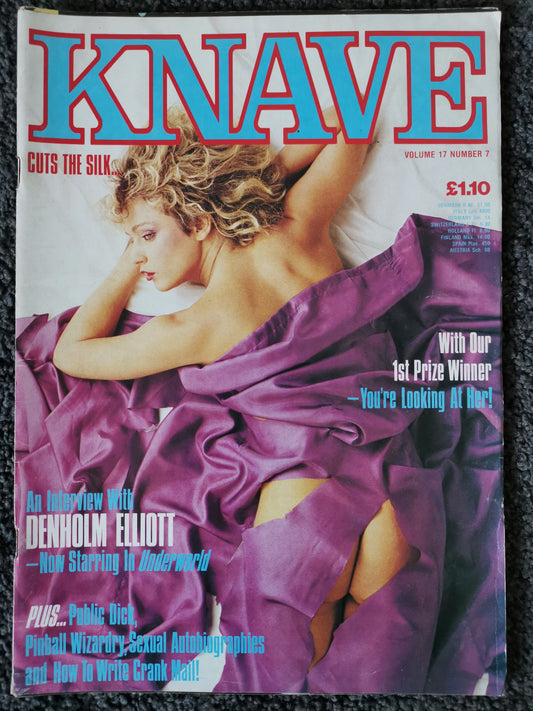 KNAVE
CUTS THE SILK...
VOLUME 17 NUMBER 7
£1.10
With Our
1st Prize Winner
—You're Looking At Her!
An Interview With
DENHOLM ELLIOTT
—Now Starring In Underworld
PLUS... Public Dick,
Pinball Wizardry, Sexual Autobiographies
and How To Write Crank Mail!